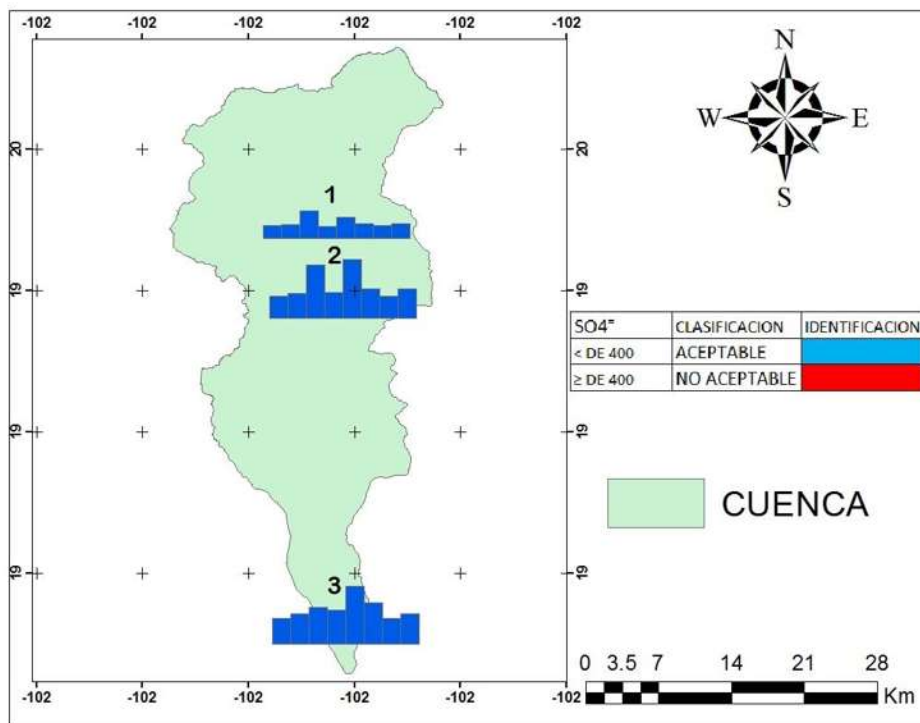 -102 -102 -102 -102 -102 -102
N
W E
S
20 20
1
2
19 19
SO4= CLASIFICACION IDENTIFICACION
< DE 400 ACEPTABLE
≥ DE 400 NO ACEPTABLE
19 19
CUENCA
19 19
3
0 3.5 7 14 21 28
Km
-102 -102 -102 -102 -102 -102